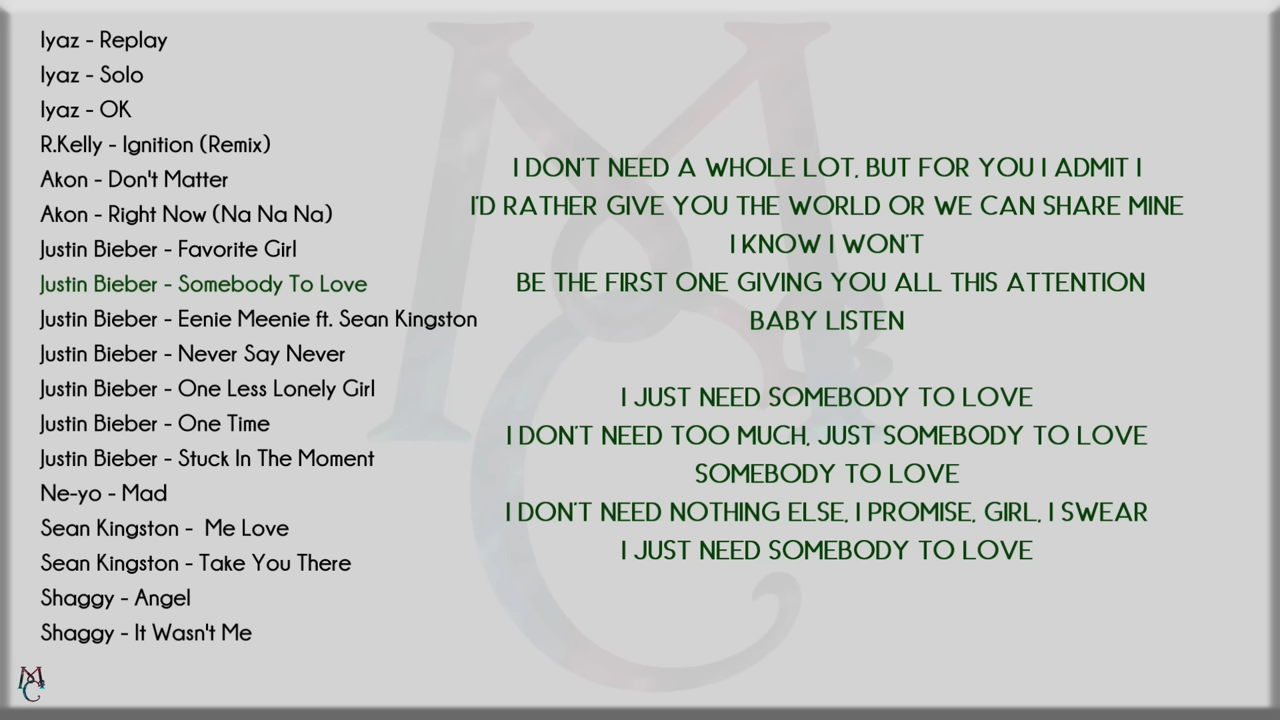 Iyaz - Replay
Iyaz - Solo
Iyaz - OK
R.Kelly - Ignition (Remix)
Akon - Don't Matter
Akon - Right Now (Na Na Na)
Justin Bieber - Favorite Girl
Justin Bieber - Somebody To Love
Justin Bieber - Eenie Meenie ft. Sean Kingston
Justin Bieber - Never Say Never
Justin Bieber - One Less Lonely Girl
Justin Bieber - One Time
Justin Bieber - Stuck In The Moment
Ne-yo - Mad
Sean Kingston -  Me Love
Sean Kingston - Take You There
Shaggy - Angel
Shaggy - It Wasn't Me
I DON'T NEED A WHOLE LOT, BUT FOR YOU I ADMIT I
I'D RATHER GIVE YOU THE WORLD OR WE CAN SHARE MINE
I KNOW I WON'T
BE THE FIRST ONE GIVING YOU ALL THIS ATTENTION
BABY LISTEN
I JUST NEED SOMEBODY TO LOVE
I DON'T NEED TOO MUCH, JUST SOMEBODY TO LOVE
SOMEBODY TO LOVE
I DON'T NEED NOTHING ELSE, I PROMISE, GIRL, I SWEAR
I JUST NEED SOMEBODY TO LOVE
MC